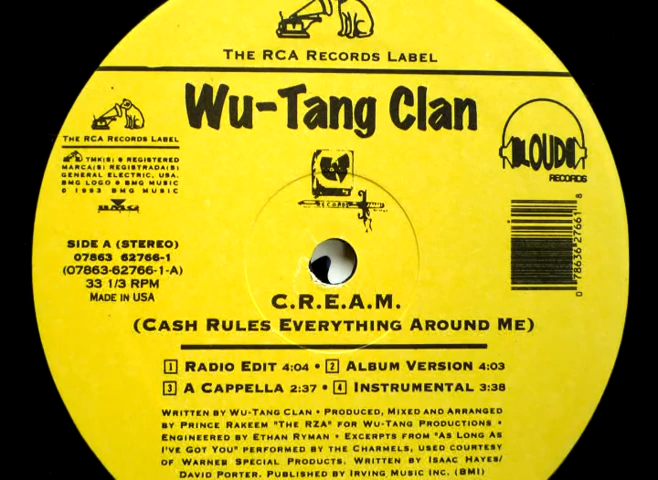 The RCA Records Label
Wu-Tang Clan
The RCA Records Label
TMK(S) ® Registered
Marca(s) Registrada(s)
General Electric, USA.
BMG Logo ® BMG Music
© 1993 BMG Music
BMG
LOUD
RECORDS
W
RECORDS
0 78636 27661 8
Side A (Stereo)
07863 62766-1
(07863-62766-1-A)
33 1/3 RPM
Made in USA
C.R.E.A.M.
(Cash Rules Everything Around Me)
1 Radio Edit 4:04 • 2 Album Version 4:03
3 A Cappella 2:37 • 4 Instrumental 3:38
Written by Wu-Tang Clan • Produced, Mixed and Arranged
by Prince Rakeem "The RZA" for Wu-Tang Productions •
Engineered by Ethan Ryman • Excerpts from "As Long As
I've Got You" performed by the Charmels, used courtesy
of Warner Special Products. Written by Isaac Hayes/
David Porter. Published by Irving Music Inc. (BMI)